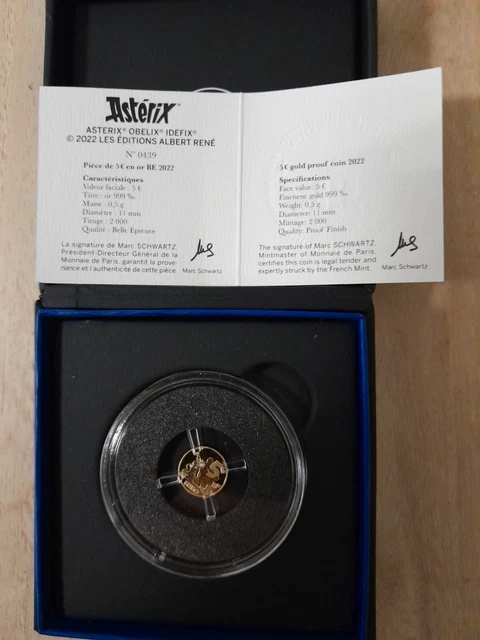 Astérix
ASTERIX® OBELIX® IDEFIX®
© 2022 LES ÉDITIONS ALBERT RENÉ
N° 0439
Pièce de 5 € en or BE 2022
Caractéristiques
Valeur faciale : 5 €
Titre : or 999 ‰
Masse : 0,5 g
Diamètre : 11 mm
Tirage : 2 000
Qualité : Belle Epreuve
La signature de Marc SCHWARTZ,
Président-Directeur Général de la
Monnaie de Paris, garantit la prove-
nance et l'authenticité de cette pièce.
Marc Schwartz
5 € gold proof coin 2022
Specifications
Face value: 5 €
Fineness: gold 999 ‰
Weight: 0,5 g
Diameter: 11 mm
Mintage: 2 000
Quality: Proof Finish
The signature of Marc SCHWARTZ,
Mintmaster of Monnaie de Paris,
certifies this coin is legal tender and
expertly struck by the French Mint.
Marc Schwartz